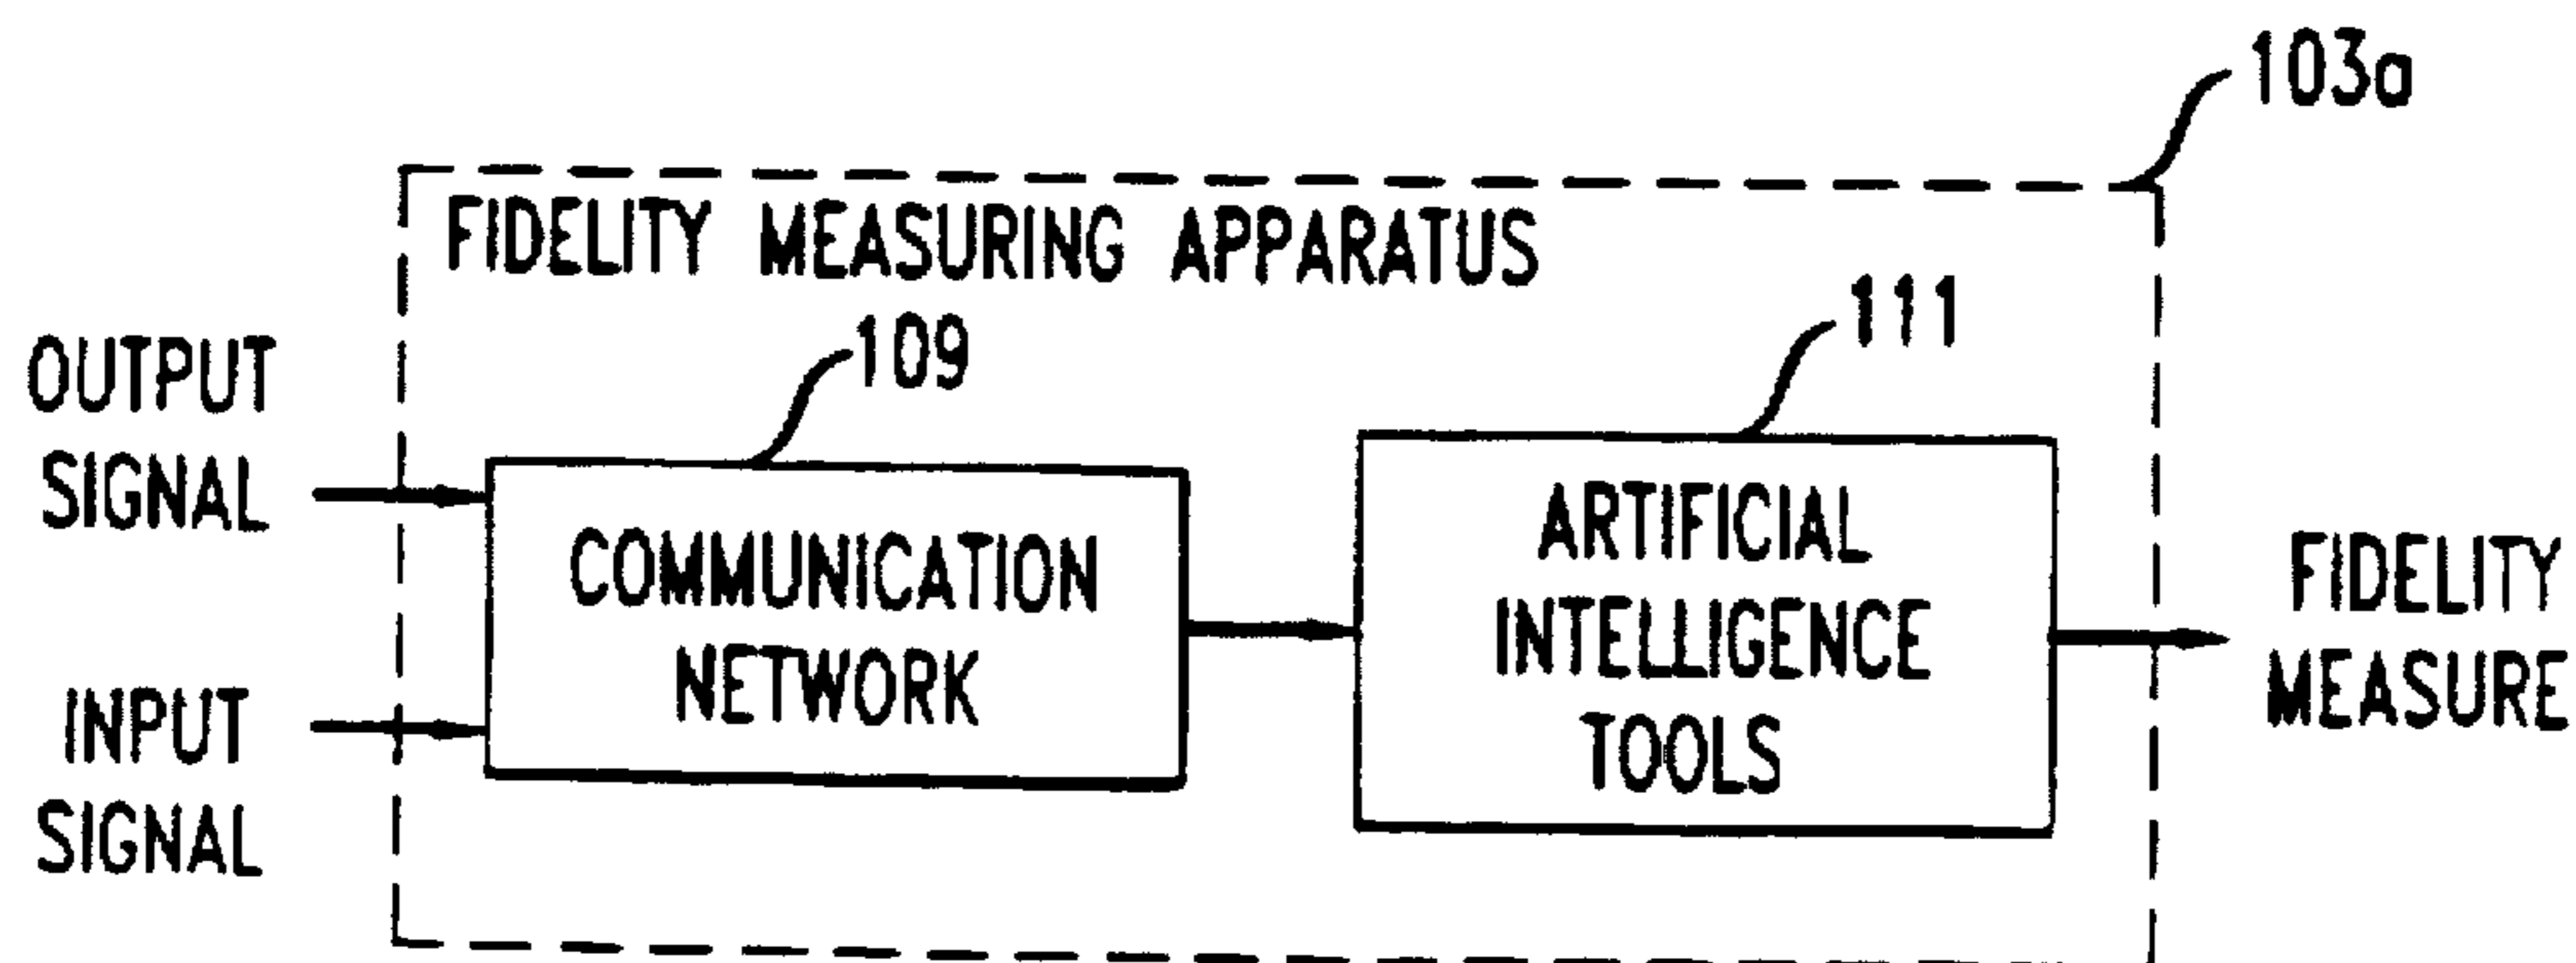 103a
FIDELITY MEASURING APPARATUS
109
111
OUTPUT
SIGNAL
INPUT
SIGNAL
COMMUNICATION
NETWORK
ARTIFICIAL
INTELLIGENCE
TOOLS
FIDELITY
MEASURE